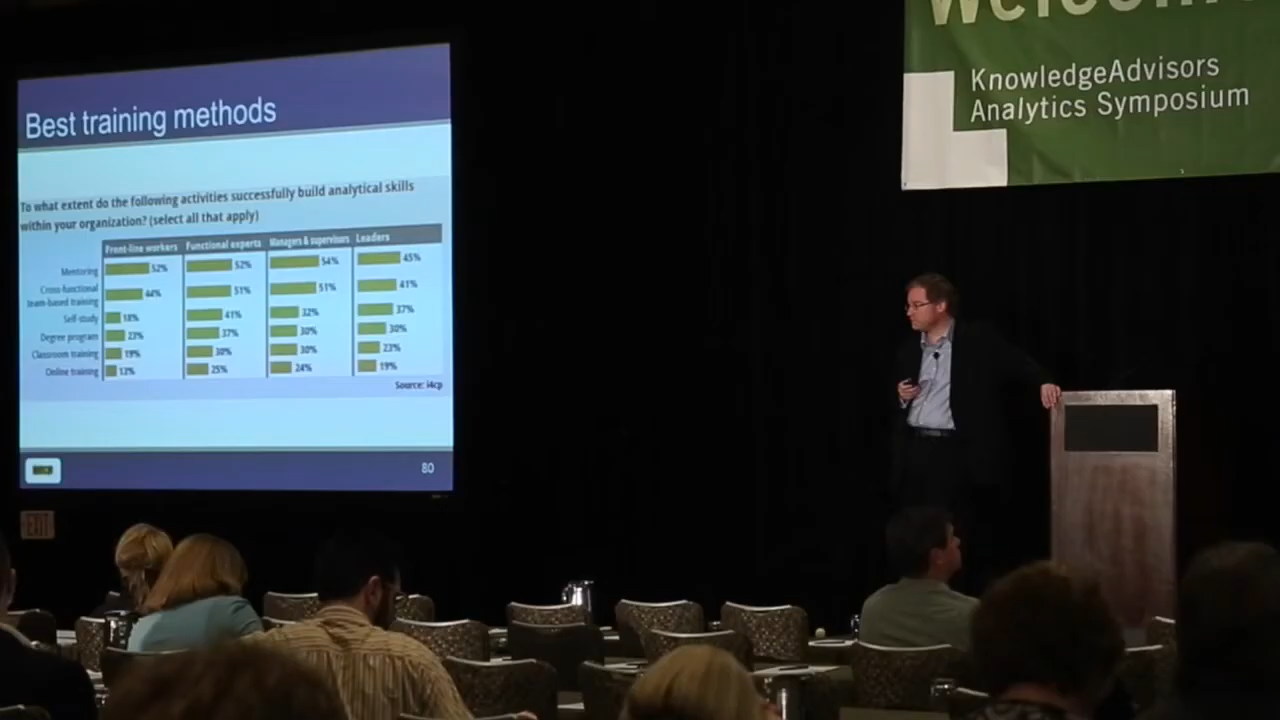 Best training methods
To what extent do the following activities successfully build analytical skills
within your organization? (select all that apply)
Front-line workers Functional experts Managers & supervisors Leaders
Mentoring 52% 52% 54% 45%
Cross-functional
team-based training 44% 51% 51% 41%
Self-study 18% 41% 32% 37%
Degree program 23% 37% 30% 30%
Classroom training 19% 30% 30% 23%
Online training 13% 25% 24% 19%
Source: i4cp
80
EXIT
Welcome
KnowledgeAdvisors
Analytics Symposium